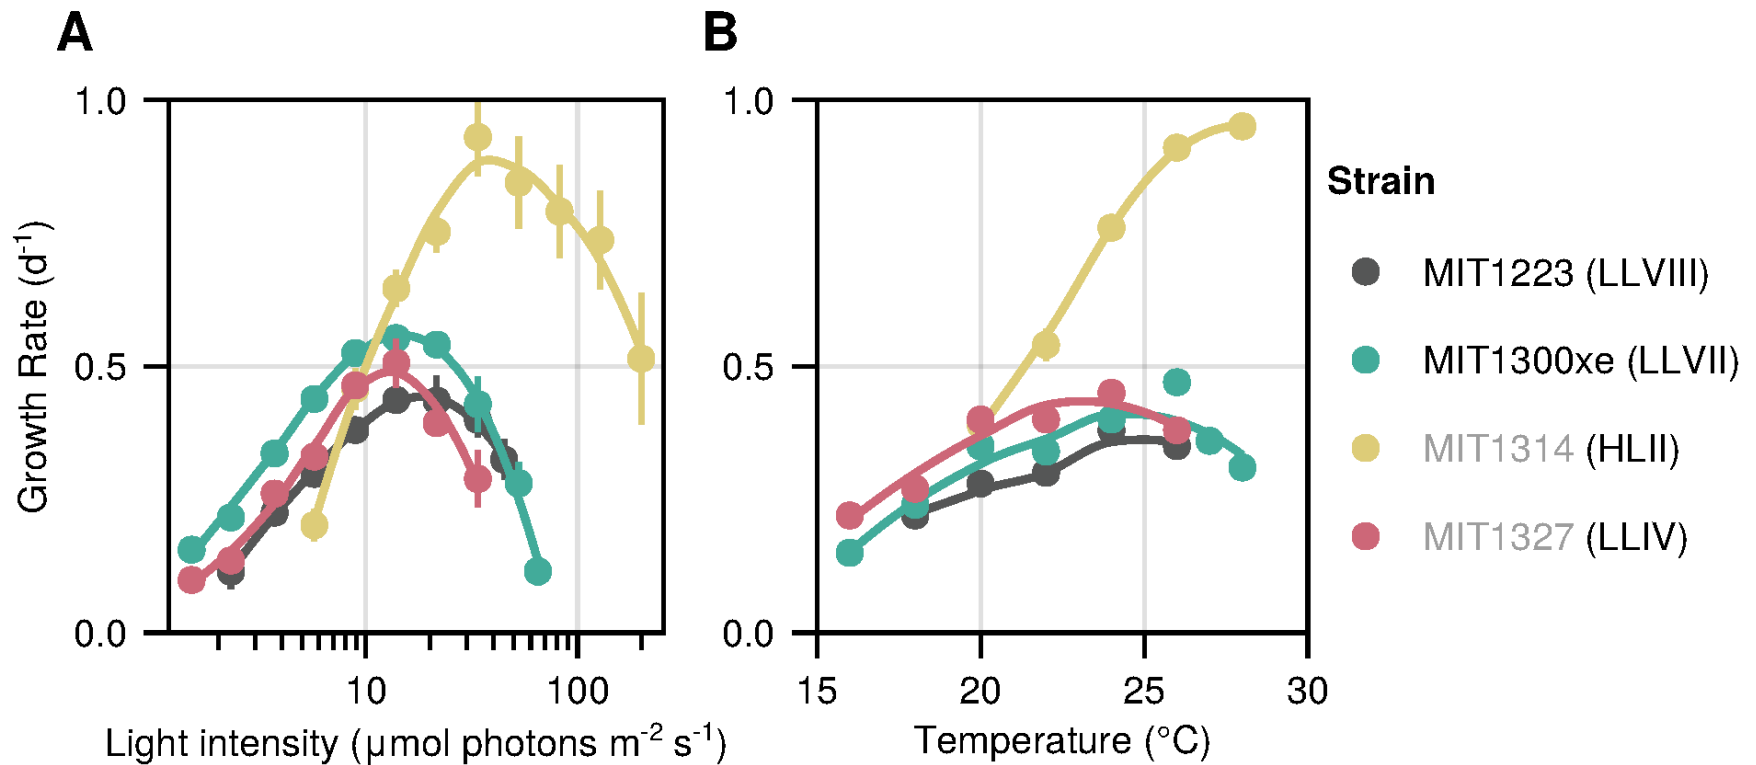 A
B
1.0
0.5
0.0
10
100
Growth Rate (d⁻¹)
Light intensity (µmol photons m⁻² s⁻¹)
1.0
0.5
0.0
15
20
25
30
Temperature (°C)
Strain
MIT1223 (LLVIII)
MIT1300xe (LLVII)
MIT1314 (HLII)
MIT1327 (LLIV)